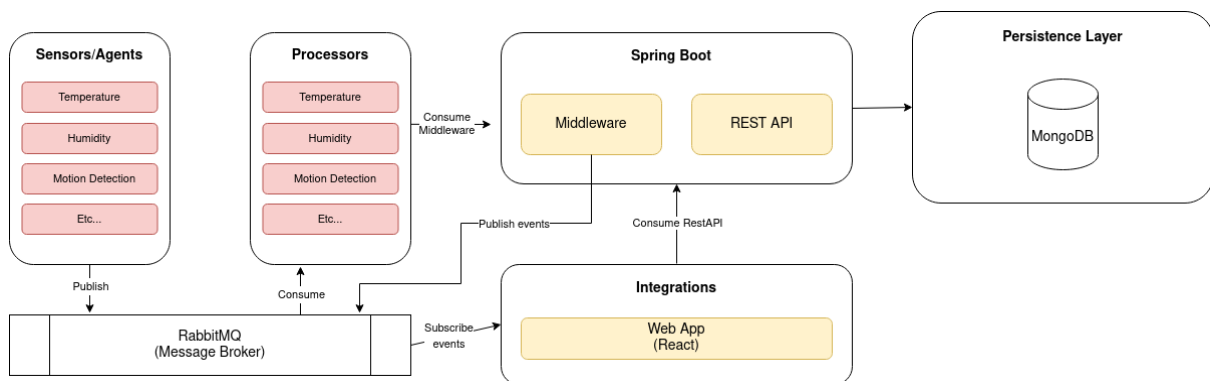 Sensors/Agents
Temperature
Humidity
Motion Detection
Etc...
Publish
Processors
Temperature
Humidity
Motion Detection
Etc...
Consume
Consume
Middleware
Spring Boot
Middleware
REST API
Publish events
Consume RestAPI
Persistence Layer
MongoDB
RabbitMQ
(Message Broker)
Subscribe
events
Integrations
Web App
(React)